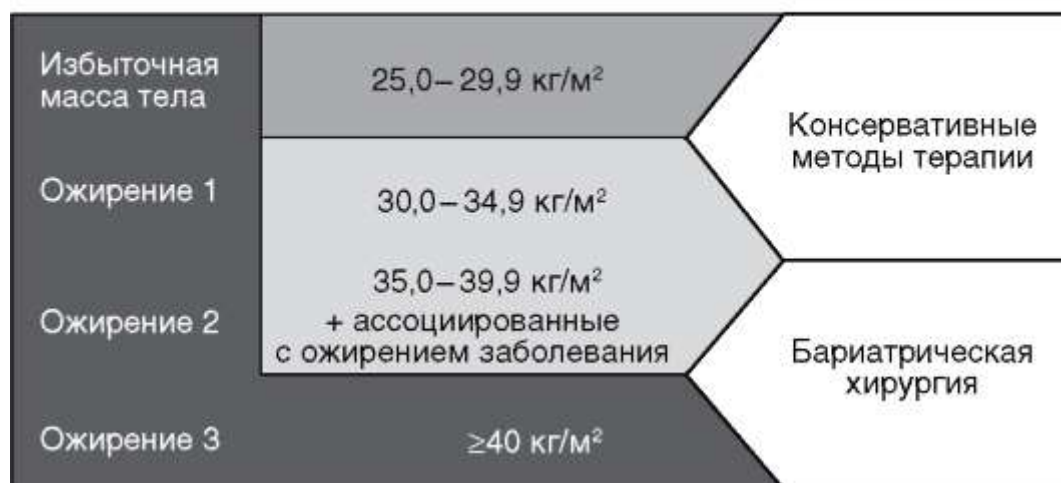 Избыточная
масса тела
25,0–29,9 кг/м²
Консервативные
методы терапии
Ожирение 1
30,0–34,9 кг/м²
Ожирение 2
35,0–39,9 кг/м²
+ ассоциированные
с ожирением заболевания
Бариатрическая
хирургия
Ожирение 3
≥40 кг/м²